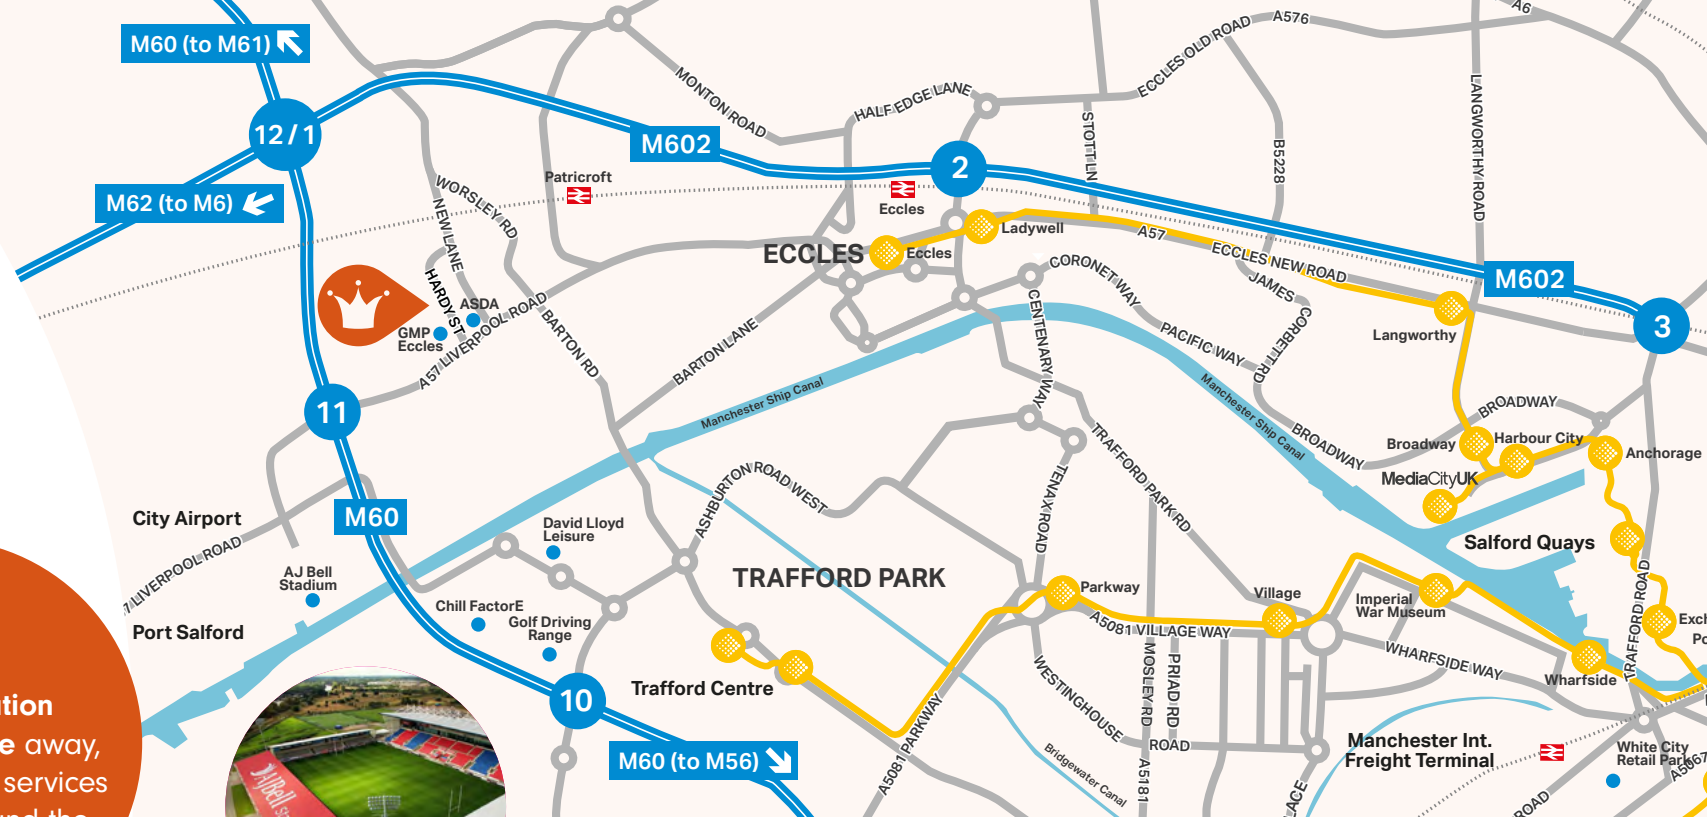 M60 (to M61)
A576
A6
ECCLES OLD ROAD
MONTON ROAD
HALF EDGE LANE
LANGWORTHY ROAD
12/1
M602
STOTT LN
B5228
2
Patricroft
Eccles
WORSLEY RD
M62 (to M6)
NEW LANE
Ladywell
A57
ECCLES NEW ROAD
ECCLES
Eccles
CORONET WAY
M602
JAMES
CORBETT RD
HARDY ST
ASDA
GMP
Eccles
A57 LIVERPOOL ROAD
BARTON RD
CENTENARY WAY
PACIFIC WAY
Langworthy
3
BARTON LANE
Manchester Ship Canal
Manchester Ship Canal
11
BROADWAY
BROADWAY
Broadway
Harbour City
Anchorage
TRAFFORD PARK RD
MediaCityUK
ASHBURTON ROAD WEST
TENAX ROAD
M60
City Airport
David Lloyd
Leisure
Salford Quays
7 LIVERPOOL ROAD
AJ Bell
Stadium
TRAFFORD PARK
Parkway
Village
Imperial
War Museum
TRAFFORD ROAD
Chill FactorE
Golf Driving
Range
Port Salford
A5081 VILLAGE WAY
WHARFSIDE WAY
Wharfside
MOSLEY RD
PRIAD RD
Trafford Centre
WESTINGHOUSE
ROAD
10
A5081 PARKWAY
Bridgewater Canal
A5181
Manchester Int.
Freight Terminal
White City
Retail Park
A5067
M60 (to M56)
ROAD
LACE
away,
services
AJBell